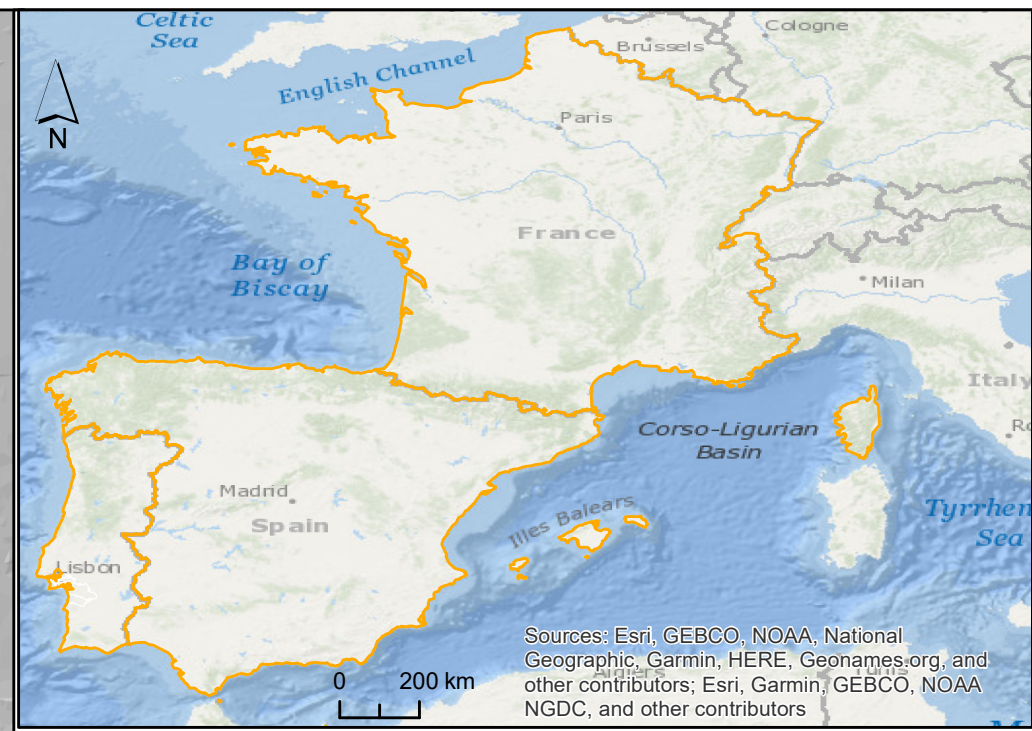 Celtic
Sea
Cologne
Brussels
English Channel
N
Paris
France
Bay of
Biscay
Milan
Italy
Corso-Ligurian
Basin
Madrid
Spain
Illes Balears
Tyrrhen
Sea
Lisbon
Sources: Esri, GEBCO, NOAA, National
Geographic, Garmin, HERE, Geonames.org, and
other contributors; Esri, Garmin, GEBCO, NOAA
NGDC, and other contributors
Algiers
Tunis
0 200 km